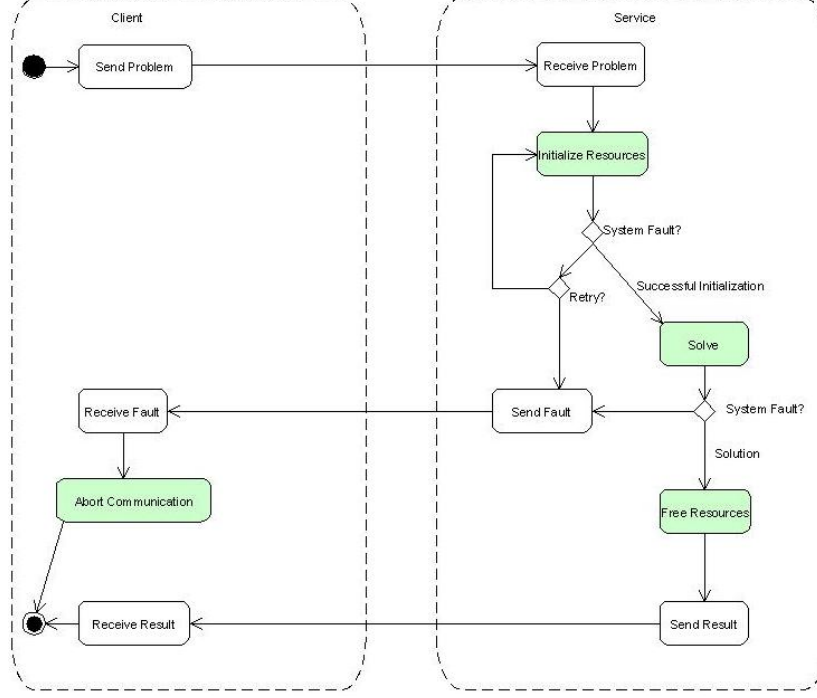 Client
Service
Send Problem
Receive Problem
Initialize Resources
System Fault?
Retry?
Successful Initialization
Solve
Receive Fault
Send Fault
System Fault?
Solution
Abort Communication
Free Resources
Receive Result
Send Result